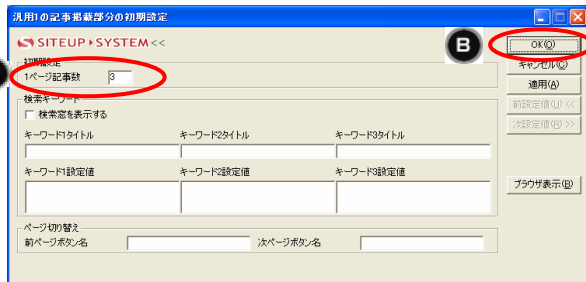 汎用1の記事掲載部分の初期設定
SITEUP SYSTEM<<
B
OK(O)
初期設定
キャンセル(C)
1ページ記事数 3
適用(A)
検索キーワード
前設定値(U) <<
検索窓を表示する
次設定値(R) >>
キーワード1タイトル キーワード2タイトル キーワード3タイトル
キーワード1設定値 キーワード2設定値 キーワード3設定値
ブラウザ表示(B)
ページ切り替え
前ページボタン名 次ページボタン名